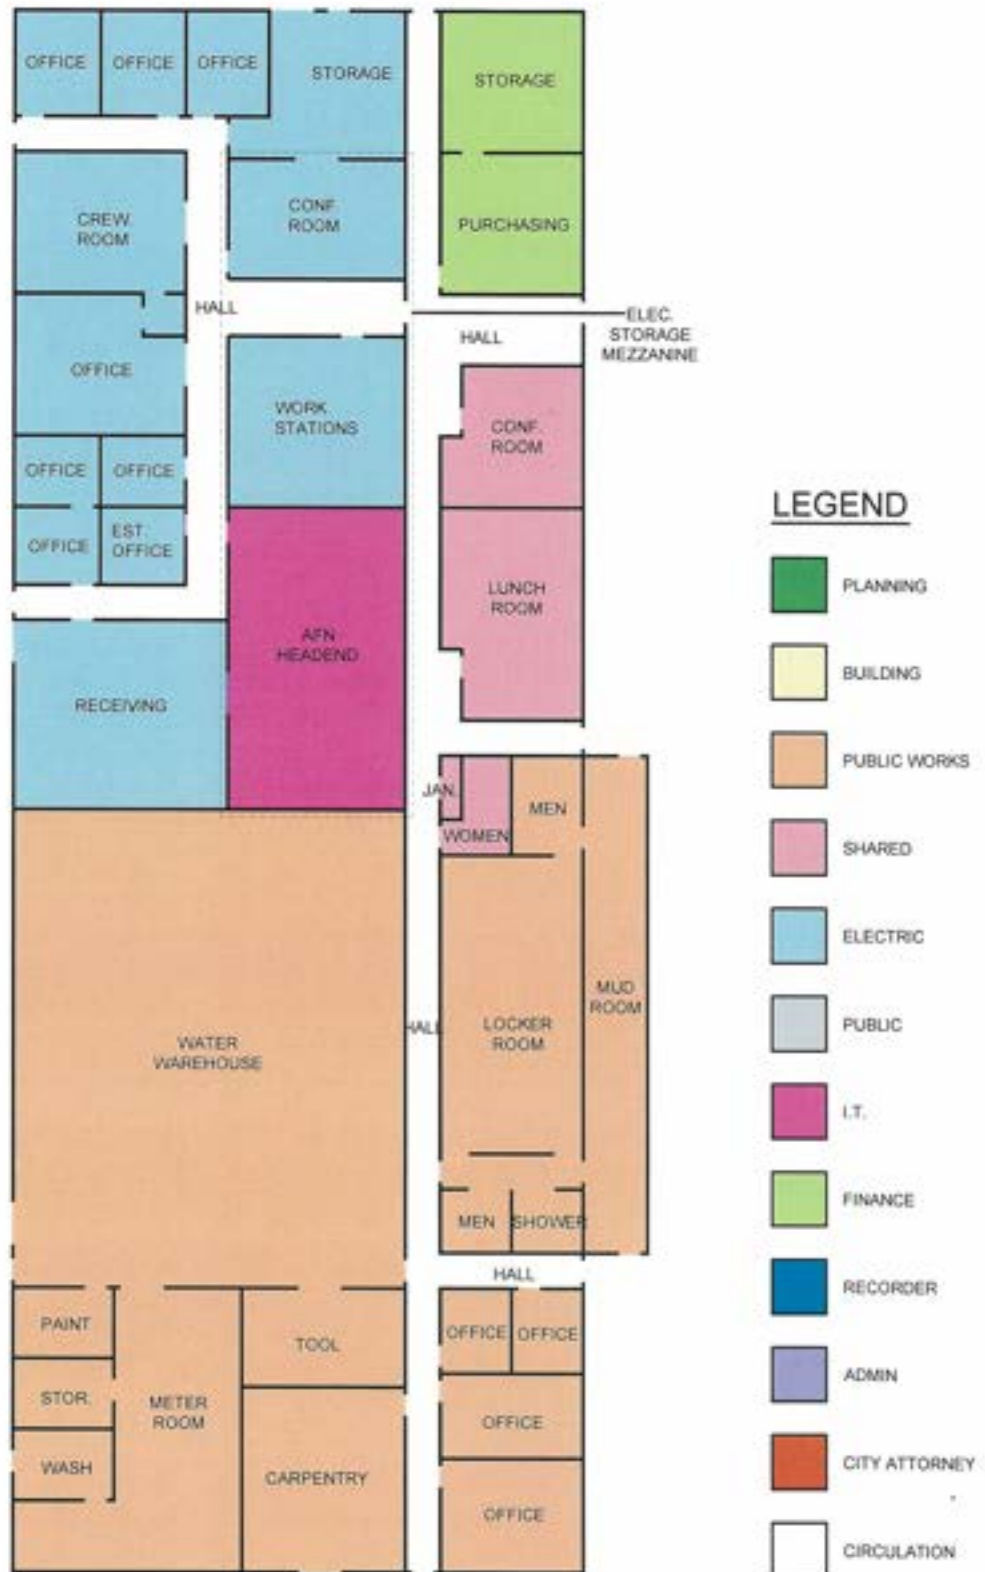 OFFICE
OFFICE
OFFICE
STORAGE
STORAGE
CREW.
ROOM
CONF.
ROOM
PURCHASING
HALL
ELEC.
STORAGE
MEZZANINE
HALL
OFFICE
WORK
STATIONS
CONF.
ROOM
OFFICE
OFFICE
OFFICE
EST.
OFFICE
LUNCH
ROOM
AFN
HEADEND
RECEIVING
JAN.
WOMEN
MEN
MUD
ROOM
WATER
WAREHOUSE
HALL
LOCKER
ROOM
MEN
SHOWER
HALL
PAINT
TOOL
OFFICE
OFFICE
STOR.
METER
ROOM
OFFICE
WASH
CARPENTRY
OFFICE
LEGEND
PLANNING
BUILDING
PUBLIC WORKS
SHARED
ELECTRIC
PUBLIC
I.T.
FINANCE
RECORDER
ADMIN
CITY ATTORNEY
CIRCULATION